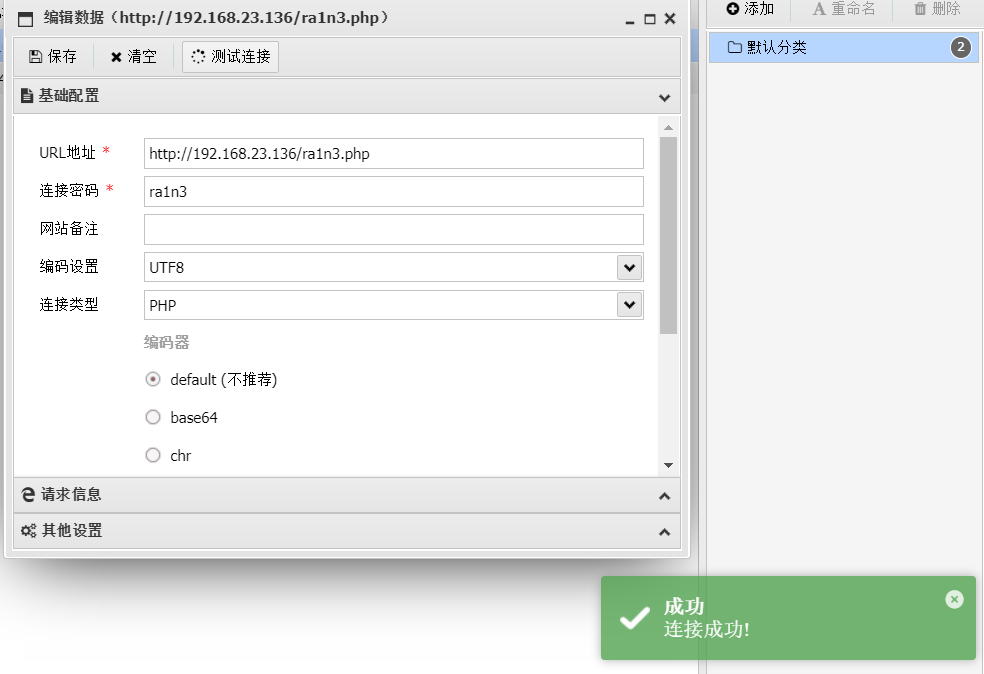 编辑数据（http://192.168.23.136/ra1n3.php）
保存 清空 测试连接
基础配置
URL地址 * http://192.168.23.136/ra1n3.php
连接密码 * ra1n3
网站备注
编码设置 UTF8
连接类型 PHP
编码器
default (不推荐)
base64
chr
请求信息
其他设置
添加 A 重命名 删除
默认分类 2
成功
连接成功!